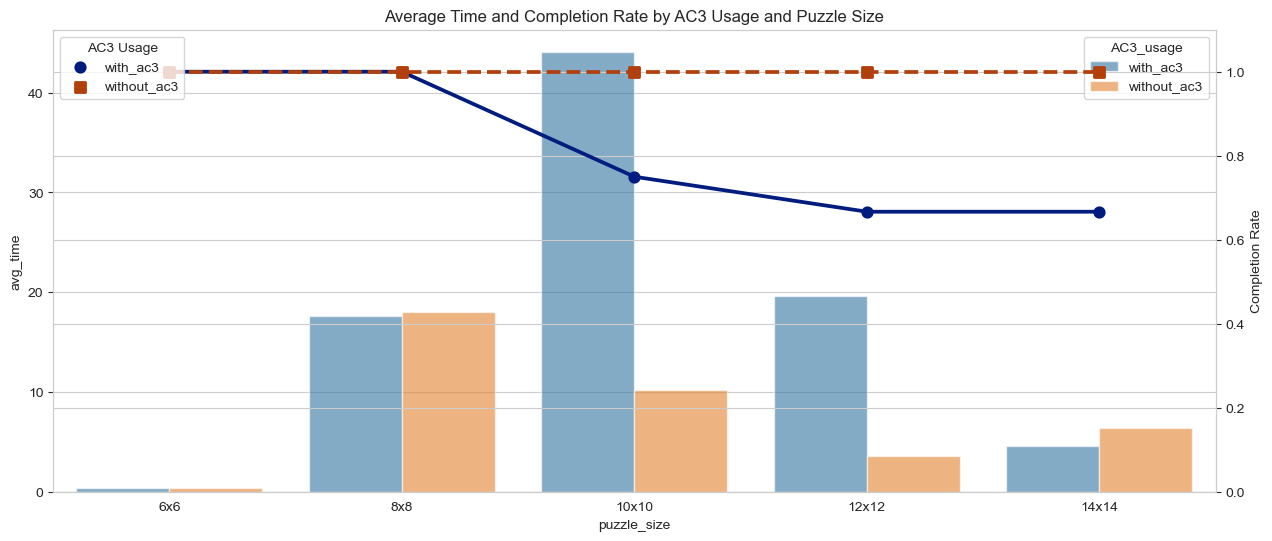 Average Time and Completion Rate by AC3 Usage and Puzzle Size
AC3 Usage
with_ac3
without_ac3
AC3_usage
with_ac3
without_ac3
avg_time
40
30
20
10
0
1.0
0.8
0.6
0.4
0.2
0.0
Completion Rate
6x6
8x8
10x10
12x12
14x14
puzzle_size